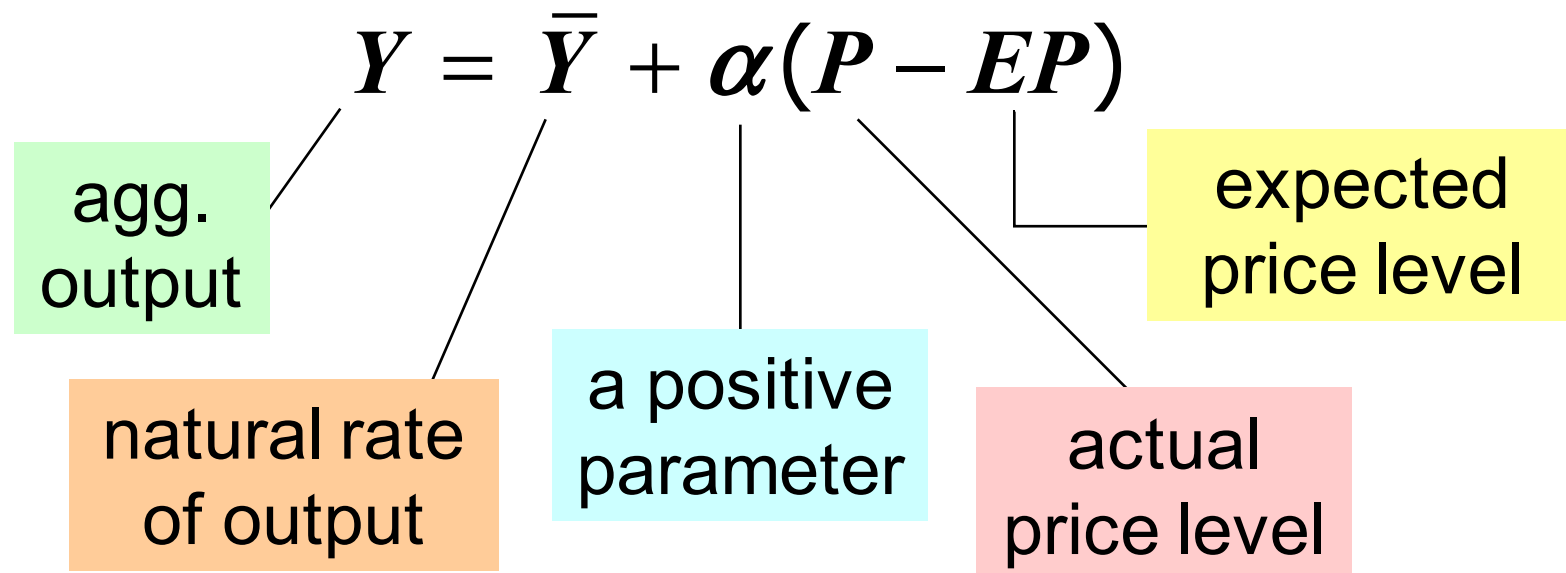 Y = Ȳ + α(P – EP)
agg.
output
natural rate
of output
a positive
parameter
actual
price level
expected
price level